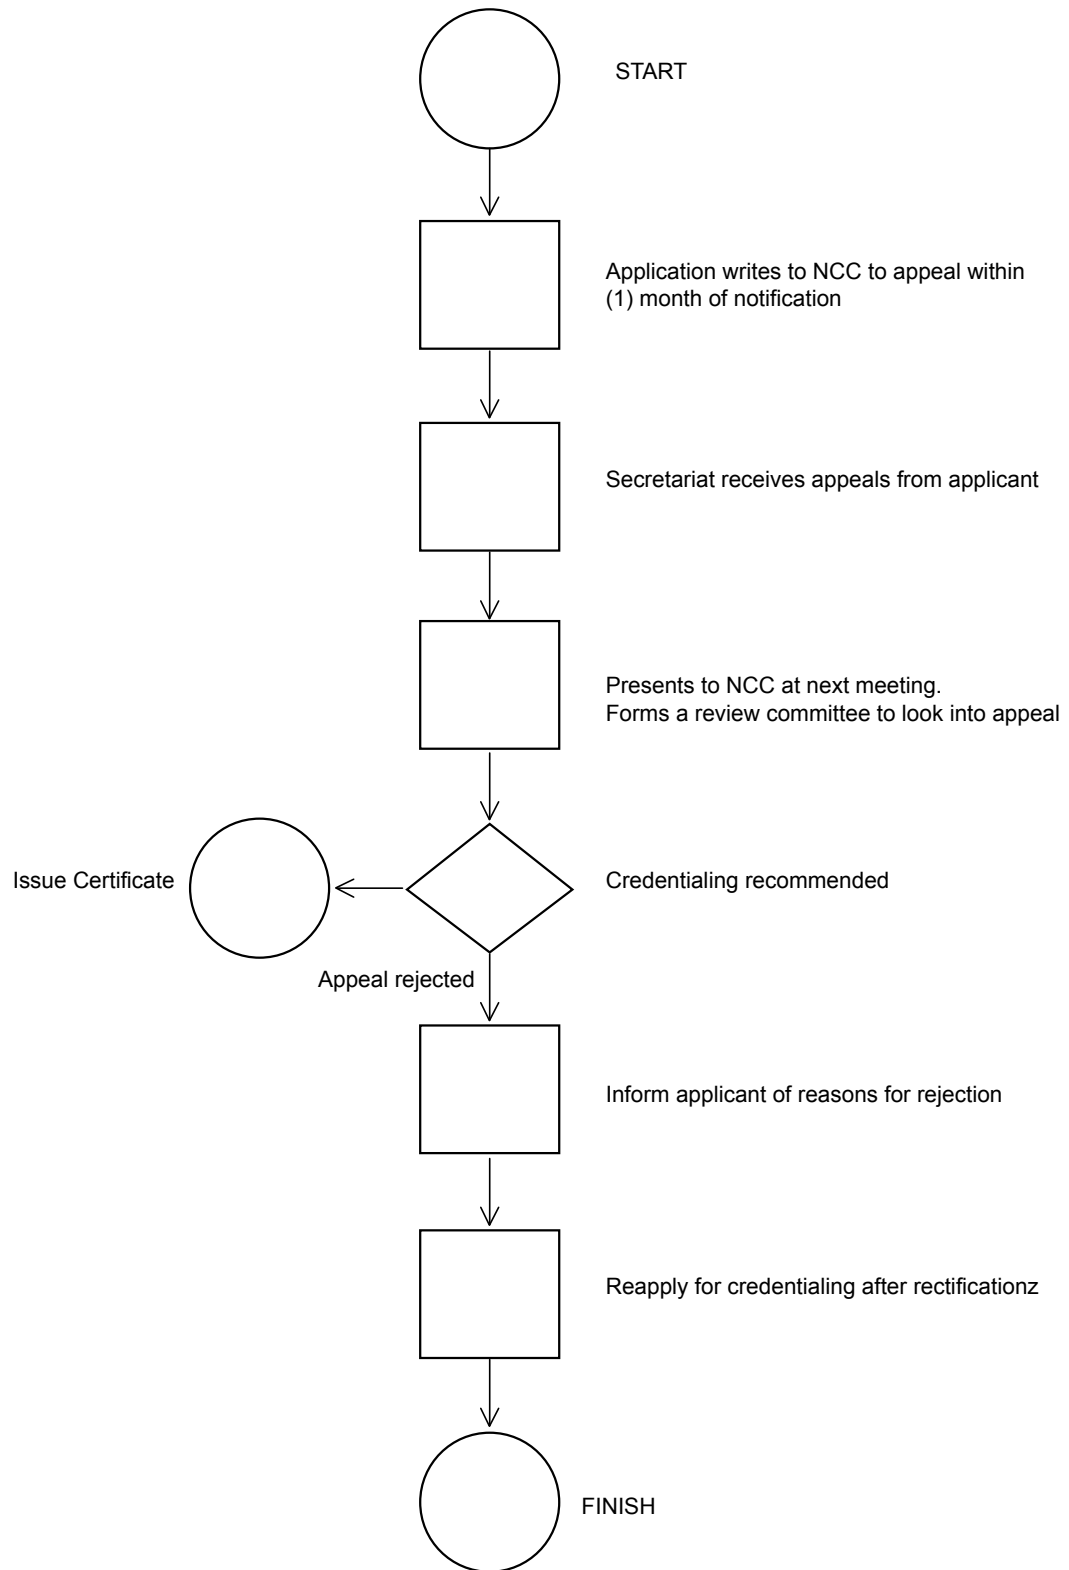 START
Application writes to NCC to appeal within
(1) month of notification
Secretariat receives appeals from applicant
Presents to NCC at next meeting.
Forms a review committee to look into appeal
Issue Certificate
Credentialing recommended
Appeal rejected
Inform applicant of reasons for rejection
Reapply for credentialing after rectificationz
FINISH